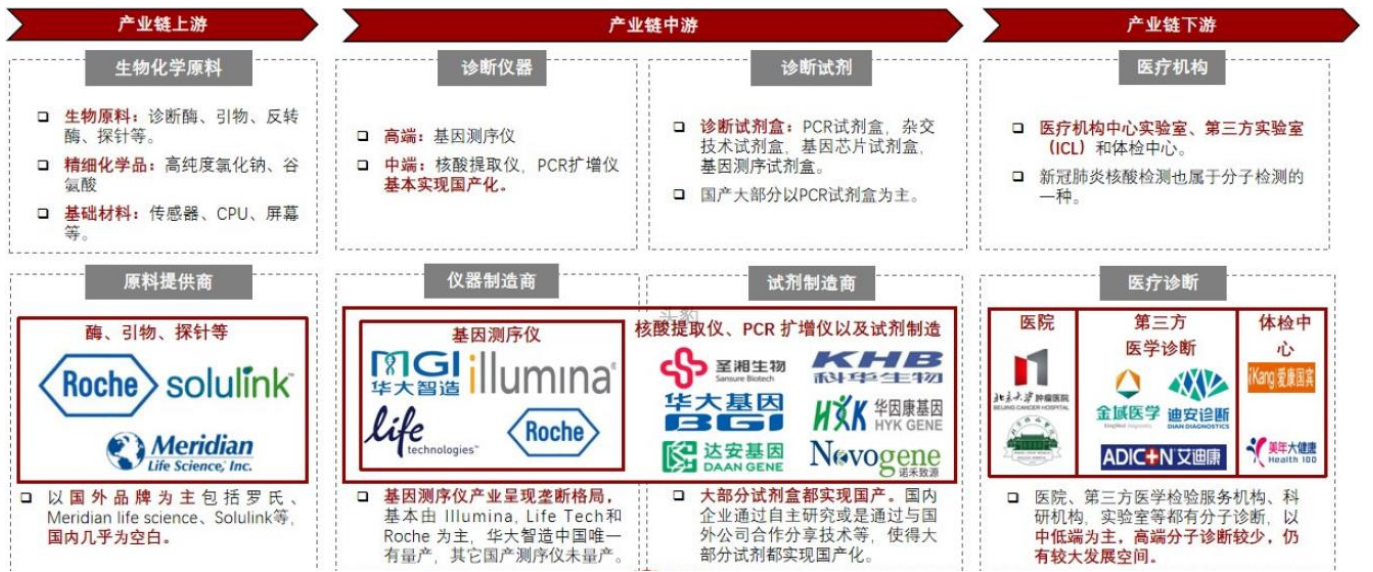 产业链上游
产业链中游
产业链下游
生物化学原料
□ 生物原料：诊断酶、引物、反转
酶、探针等。
□ 精细化学品：高纯度氯化钠、谷
氨酸
□ 基础材料：传感器、CPU、屏幕
等。
诊断仪器
□ 高端：基因测序仪
□ 中端：核酸提取仪，PCR扩增仪
基本实现国产化。
诊断试剂
□ 诊断试剂盒：PCR试剂盒，杂交
技术试剂盒，基因芯片试剂盒，
基因测序试剂盒。
□ 国产大部分以PCR试剂盒为主。
医疗机构
□ 医疗机构中心实验室、第三方实验室
（ICL）和体检中心。
□ 新冠肺炎核酸检测也属于分子检测的
一种。
原料提供商
酶、引物、探针等
Roche
solulink™
Meridian
Life Science, Inc.
□ 以国外品牌为主包括罗氏、
Meridian life science、Solulink等，
国内几乎为空白。
仪器制造商
基因测序仪
MGI
华大智造
illumına®
life
technologies™
Roche
□ 基因测序仪产业呈现垄断格局，
基本由 Illumina, Life Tech和
Roche 为主，华大智造中国唯一
有量产，其它国产测序仪未量产。
试剂制造商
头豹
核酸提取仪、PCR 扩增仪以及试剂制造
圣湘生物
Sansure Biotech
KHB
科华生物
华大基因
BGI
HYK
华因康基因
HYK GENE
达安基因
DAAN GENE
Novogene
诺禾致源
□ 大部分试剂盒都实现国产。国内
企业通过自主研究或是通过与国
外公司合作分享技术等，使得大
部分试剂都实现国产化。
医疗诊断
医院
北京大学肿瘤医院
BEIJING CANCER HOSPITAL
第三方
医学诊断
金域医学
迪安诊断
DIAN DIAGNOSTICS
ADIC+N 艾迪康
体检中
心
iKang 爱康国宾
美年大健康
Health 100
□ 医院、第三方医学检验服务机构、科
研机构，实验室等都有分子诊断，以
中低端为主，高端分子诊断较少，仍
有较大发展空间。